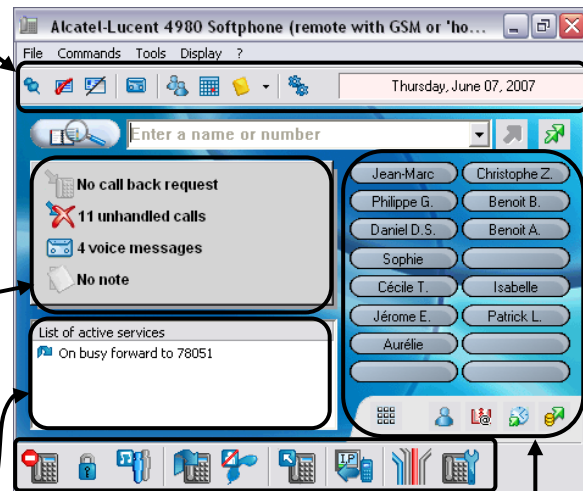 Alcatel-Lucent 4980 Softphone (remote with GSM or 'ho...
File Commands Tools Display ?
Thursday, June 07, 2007
Enter a name or number
No call back request
11 unhandled calls
4 voice messages
No note
List of active services
On busy forward to 78051
Jean-Marc Christophe Z.
Philippe G. Benoit B.
Daniel D.S. Benoit A.
Sophie
Cécile T. Isabelle
Jérome E. Patrick L.
Aurélie
I.P